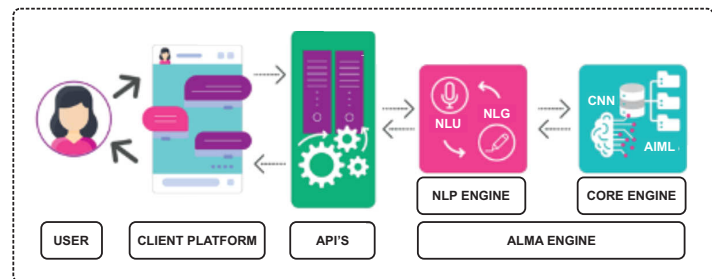 CNN
NLU
NLG
AIML
NLP ENGINE
CORE ENGINE
USER
CLIENT PLATFORM
API'S
ALMA ENGINE